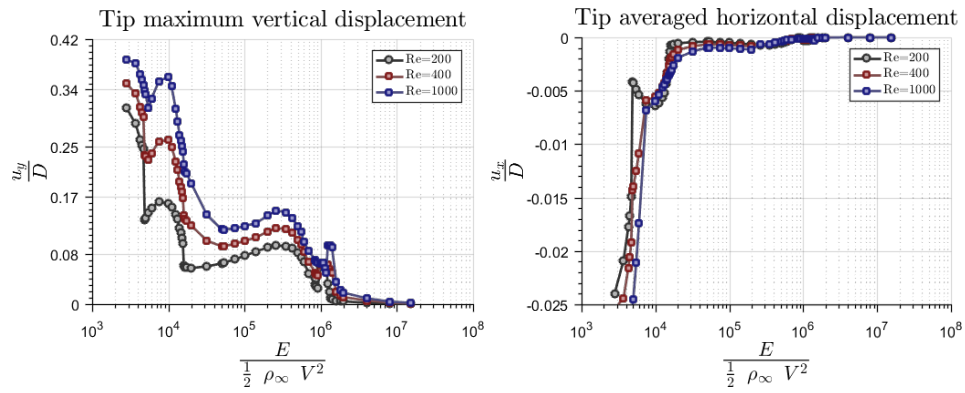 Tip maximum vertical displacement
0.42
0.34
0.25
0.17
0.08
0
u_y
D
Re=200
Re=400
Re=1000
10^3
10^4
10^5
10^6
10^7
10^8
E
1/2 ρ_∞ V^2
Tip averaged horizontal displacement
0
-0.005
-0.01
-0.015
-0.02
-0.025
u_x
D
Re=200
Re=400
Re=1000
10^3
10^4
10^5
10^6
10^7
10^8
E
1/2 ρ_∞ V^2